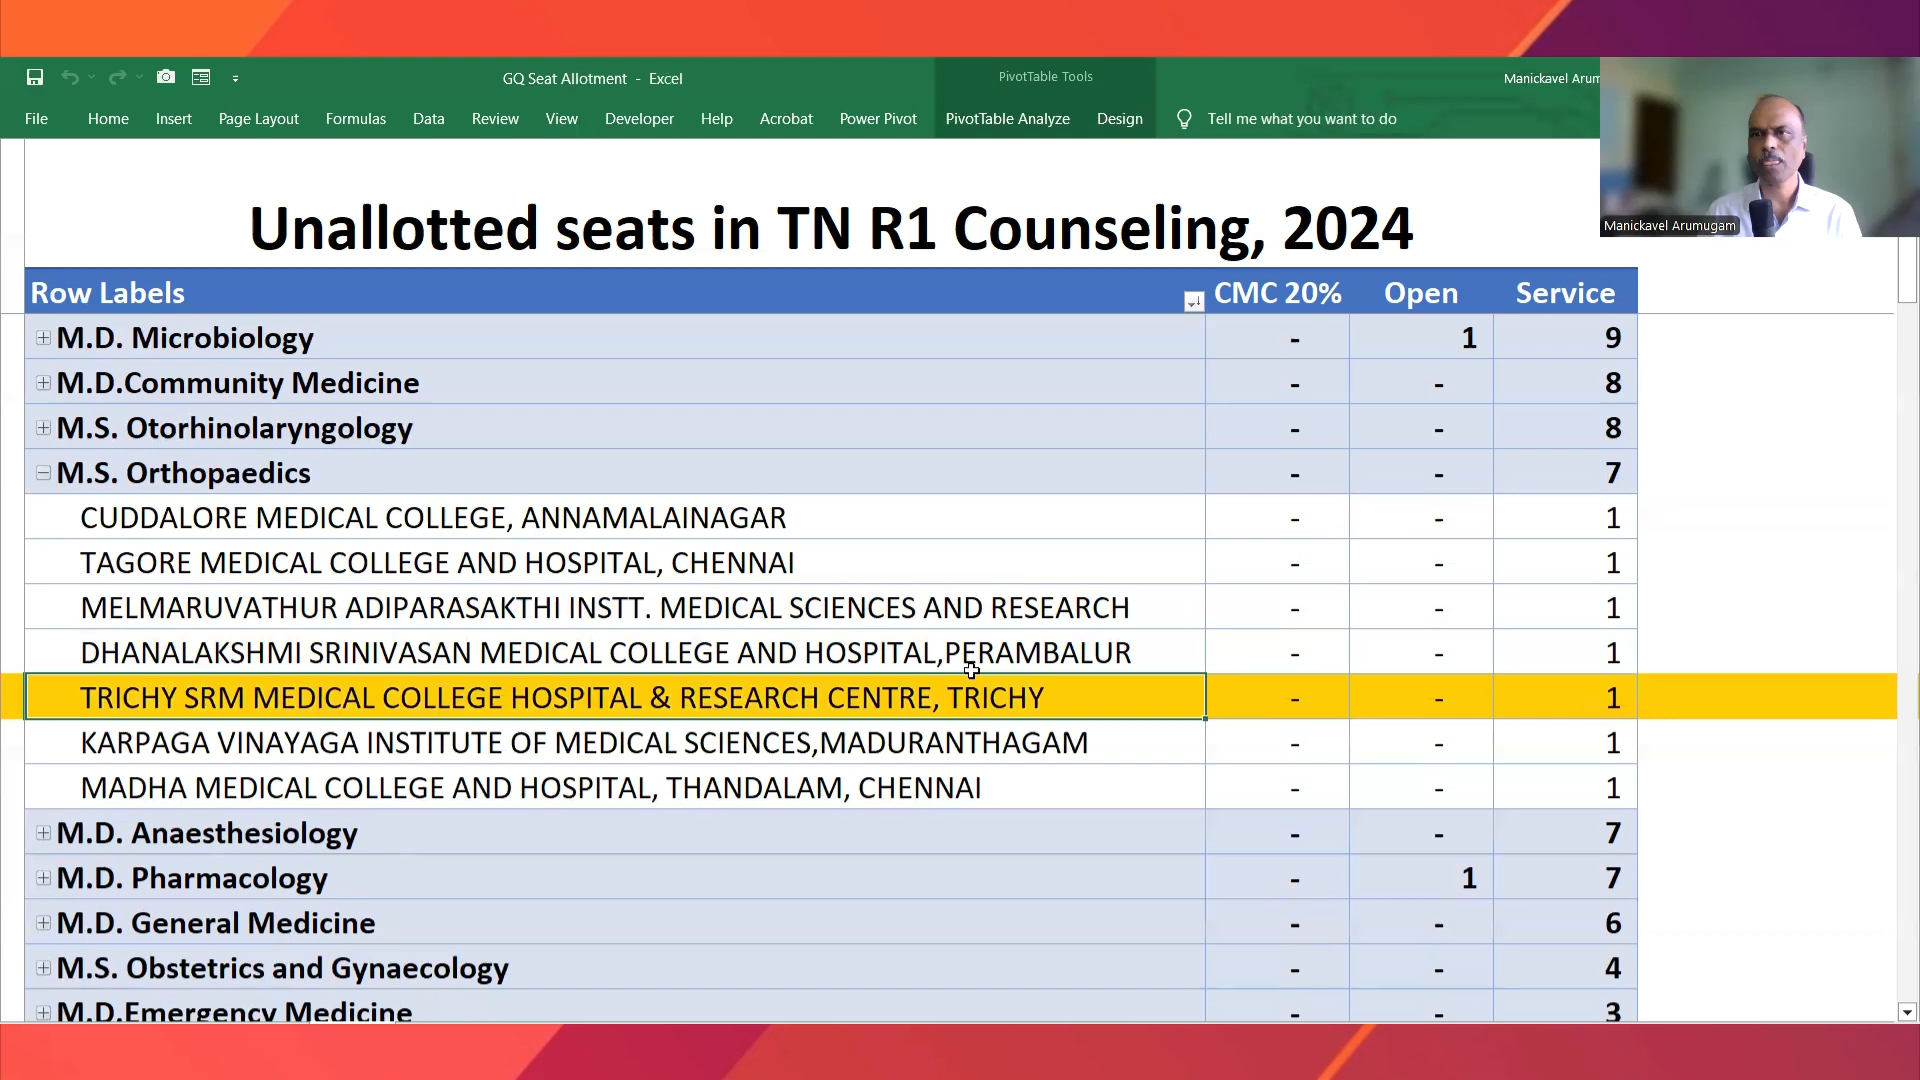 GQ Seat Allotment - Excel
PivotTable Tools
Manickavel Arum
File Home Insert Page Layout Formulas Data Review View Developer Help Acrobat Power Pivot PivotTable Analyze Design Tell me what you want to do
Manickavel Arumugam
Unallotted seats in TN R1 Counseling, 2024
Row Labels CMC 20% Open Service
M.D. Microbiology - 1 9
M.D.Community Medicine - - 8
M.S. Otorhinolaryngology - - 8
M.S. Orthopaedics - - 7
CUDDALORE MEDICAL COLLEGE, ANNAMALAINAGAR - - 1
TAGORE MEDICAL COLLEGE AND HOSPITAL, CHENNAI - - 1
MELMARUVATHUR ADIPARASAKTHI INSTT. MEDICAL SCIENCES AND RESEARCH - - 1
DHANALAKSHMI SRINIVASAN MEDICAL COLLEGE AND HOSPITAL,PERAMBALUR - - 1
TRICHY SRM MEDICAL COLLEGE HOSPITAL & RESEARCH CENTRE, TRICHY - - 1
KARPAGA VINAYAGA INSTITUTE OF MEDICAL SCIENCES,MADURANTHAGAM - - 1
MADHA MEDICAL COLLEGE AND HOSPITAL, THANDALAM, CHENNAI - - 1
M.D. Anaesthesiology - - 7
M.D. Pharmacology - 1 7
M.D. General Medicine - - 6
M.S. Obstetrics and Gynaecology - - 4
M.D.Emergency Medicine - - 3